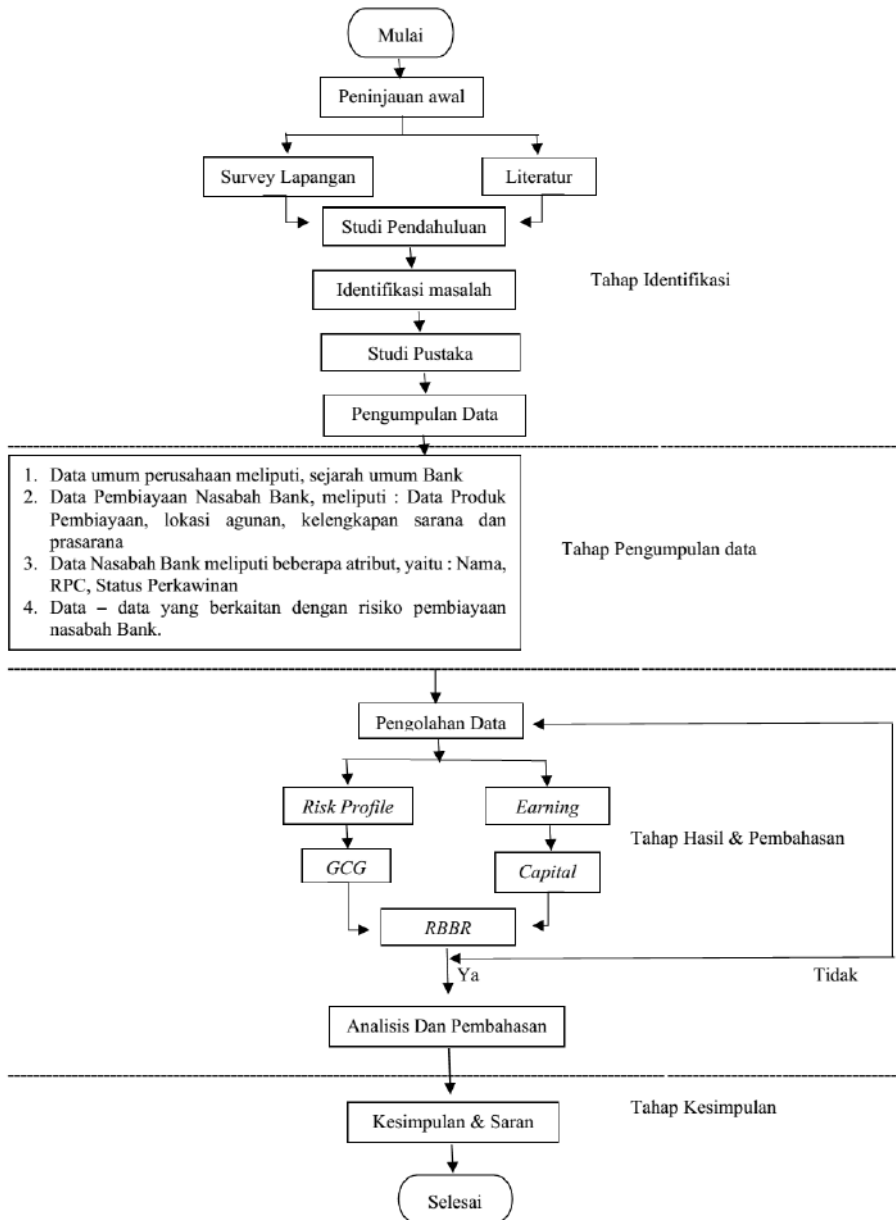 Mulai
Peninjauan awal
Survey Lapangan
Literatur
Studi Pendahuluan
Tahap Identifikasi
Identifikasi masalah
Studi Pustaka
Pengumpulan Data
1. Data umum perusahaan meliputi, sejarah umum Bank
2. Data Pembiayaan Nasabah Bank, meliputi : Data Produk
Pembiayaan, lokasi agunan, kelengkapan sarana dan
prasarana
3. Data Nasabah Bank meliputi beberapa atribut, yaitu : Nama,
RPC, Status Perkawinan
4. Data – data yang berkaitan dengan risiko pembiayaan
nasabah Bank.
Tahap Pengumpulan data
Pengolahan Data
Risk Profile
Earning
Tahap Hasil & Pembahasan
GCG
Capital
RBBR
Ya
Tidak
Analisis Dan Pembahasan
Tahap Kesimpulan
Kesimpulan & Saran
Selesai